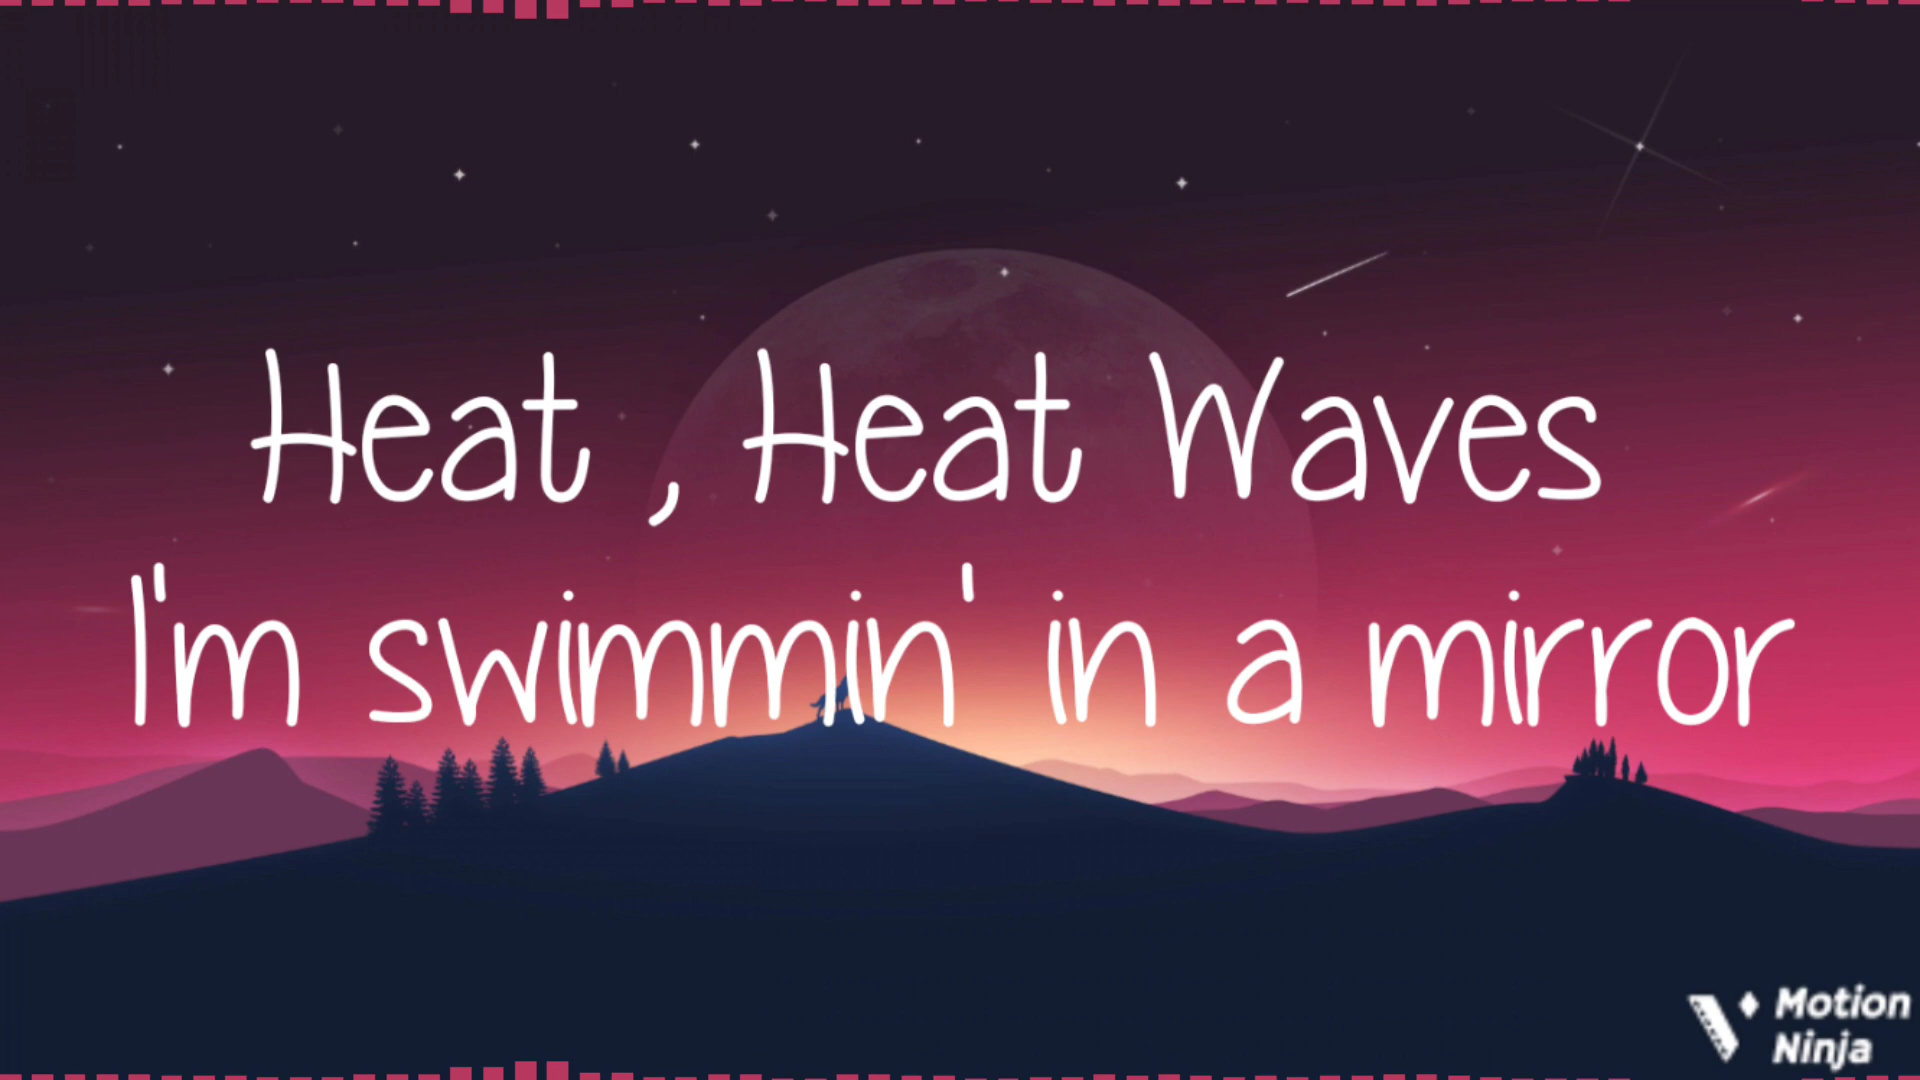 Heat , Heat Waves
I'm swimmin' in a mirror
Motion
Ninja